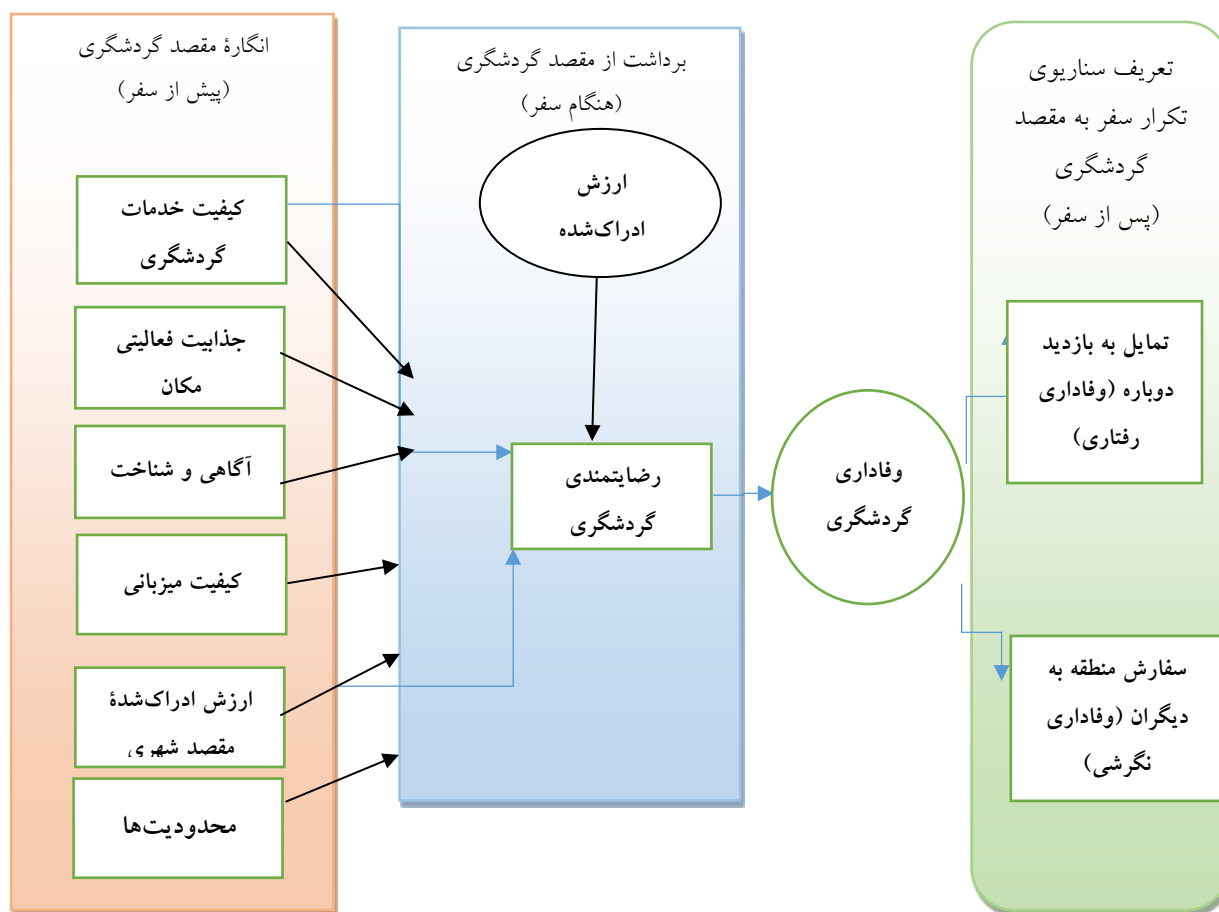 انگارۀ مقصد گردشگری
(پیش از سفر)
کیفیت خدمات
گردشگری
جذابیت فعالیتی
مکان
آگاهی و شناخت
کیفیت میزبانی
ارزش ادراک‌شدۀ
مقصد شهری
محدودیت‌ها
برداشت از مقصد گردشگری
(هنگام سفر)
ارزش
ادراک‌شده
رضایتمندی
گردشگری
وفاداری
گردشگری
تعریف سناریوی
تکرار سفر به مقصد
گردشگری
(پس از سفر)
تمایل به بازدید
دوباره (وفاداری
رفتاری)
سفارش منطقه به
دیگران (وفاداری
نگرشی)